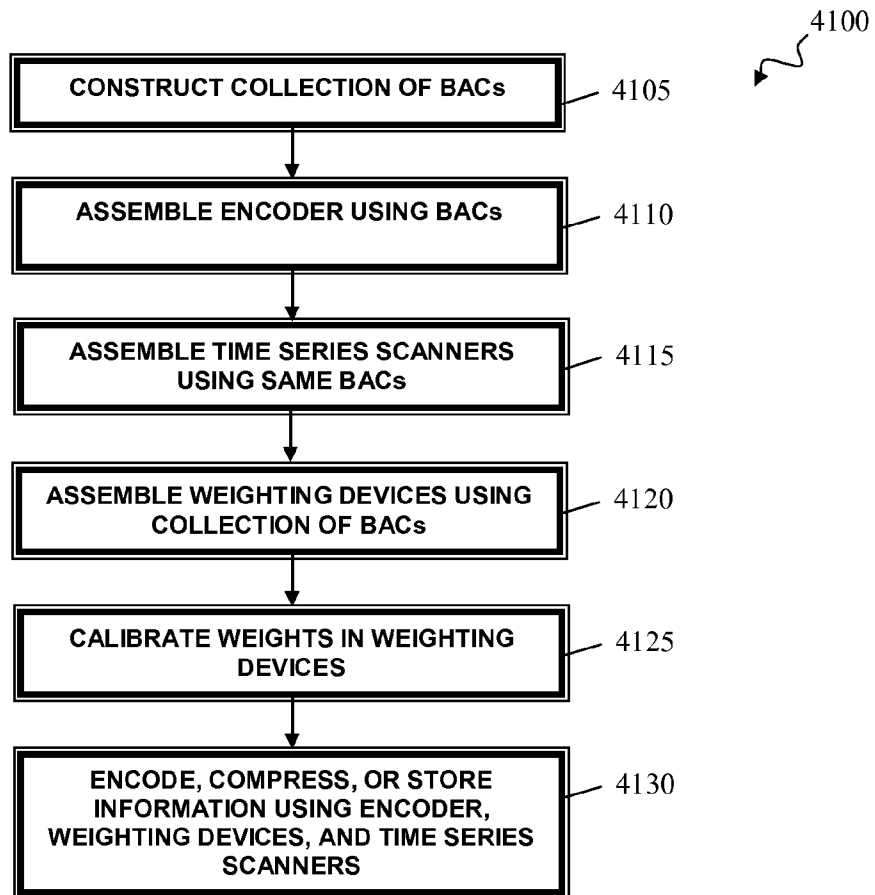 4100
CONSTRUCT COLLECTION OF BACs
4105
ASSEMBLE ENCODER USING BACs
4110
ASSEMBLE TIME SERIES SCANNERS
USING SAME BACs
4115
ASSEMBLE WEIGHTING DEVICES USING
COLLECTION OF BACs
4120
CALIBRATE WEIGHTS IN WEIGHTING
DEVICES
4125
ENCODE, COMPRESS, OR STORE
INFORMATION USING ENCODER,
WEIGHTING DEVICES, AND TIME SERIES
SCANNERS
4130